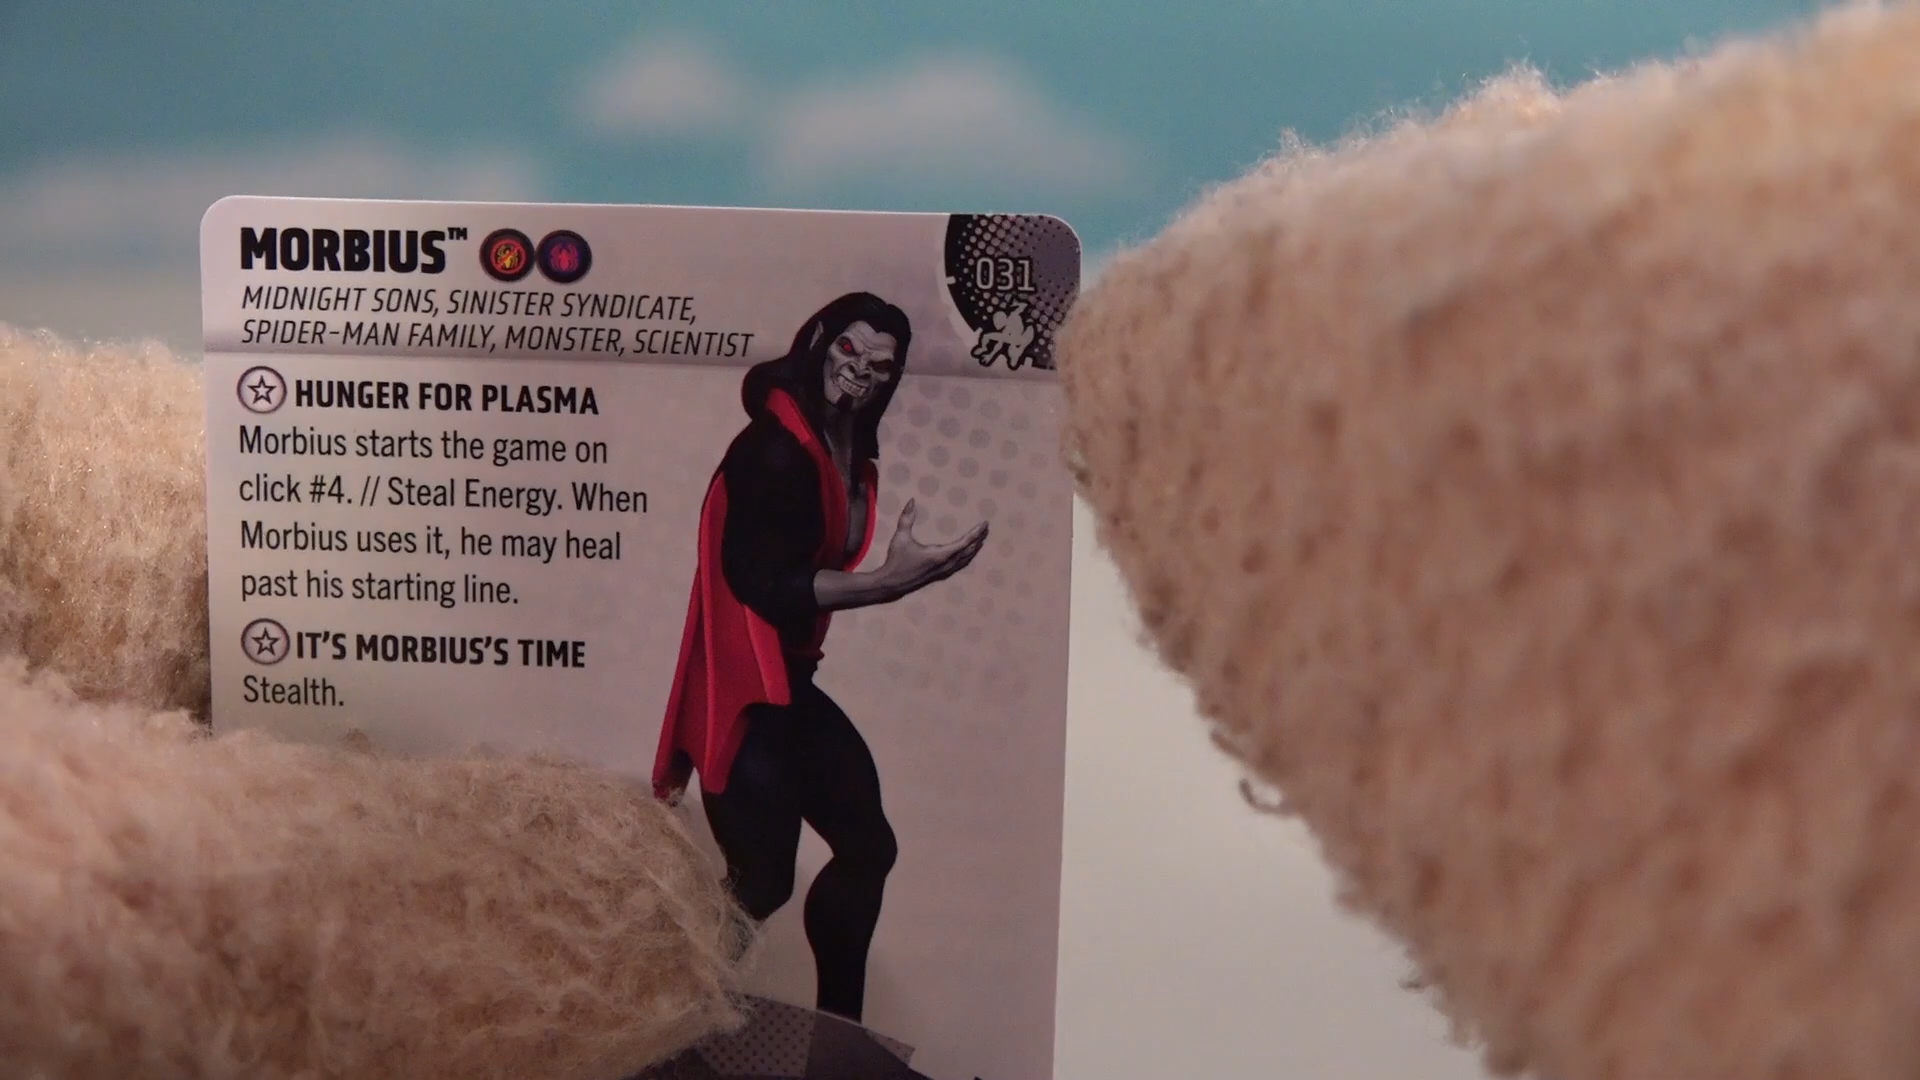 MORBIUS™
031
MIDNIGHT SONS, SINISTER SYNDICATE,
SPIDER-MAN FAMILY, MONSTER, SCIENTIST
HUNGER FOR PLASMA
Morbius starts the game on
click #4. // Steal Energy. When
Morbius uses it, he may heal
past his starting line.
IT'S MORBIUS'S TIME
Stealth.